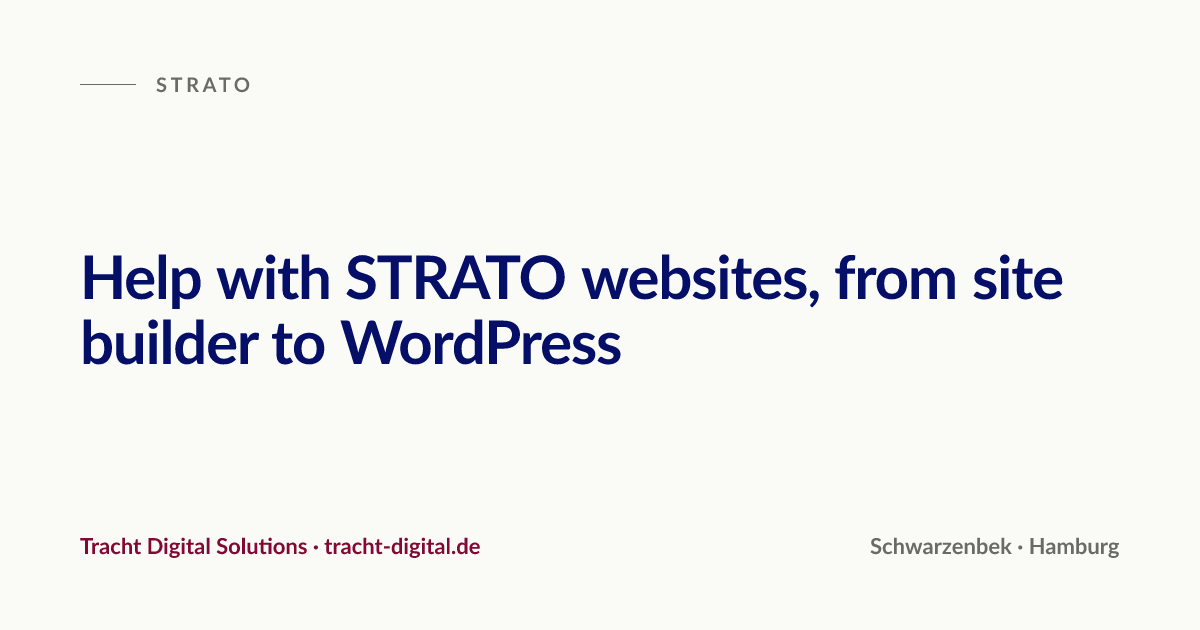 STRATO
Help with STRATO websites, from site
builder to WordPress
Tracht Digital Solutions · tracht-digital.de
Schwarzenbek · Hamburg